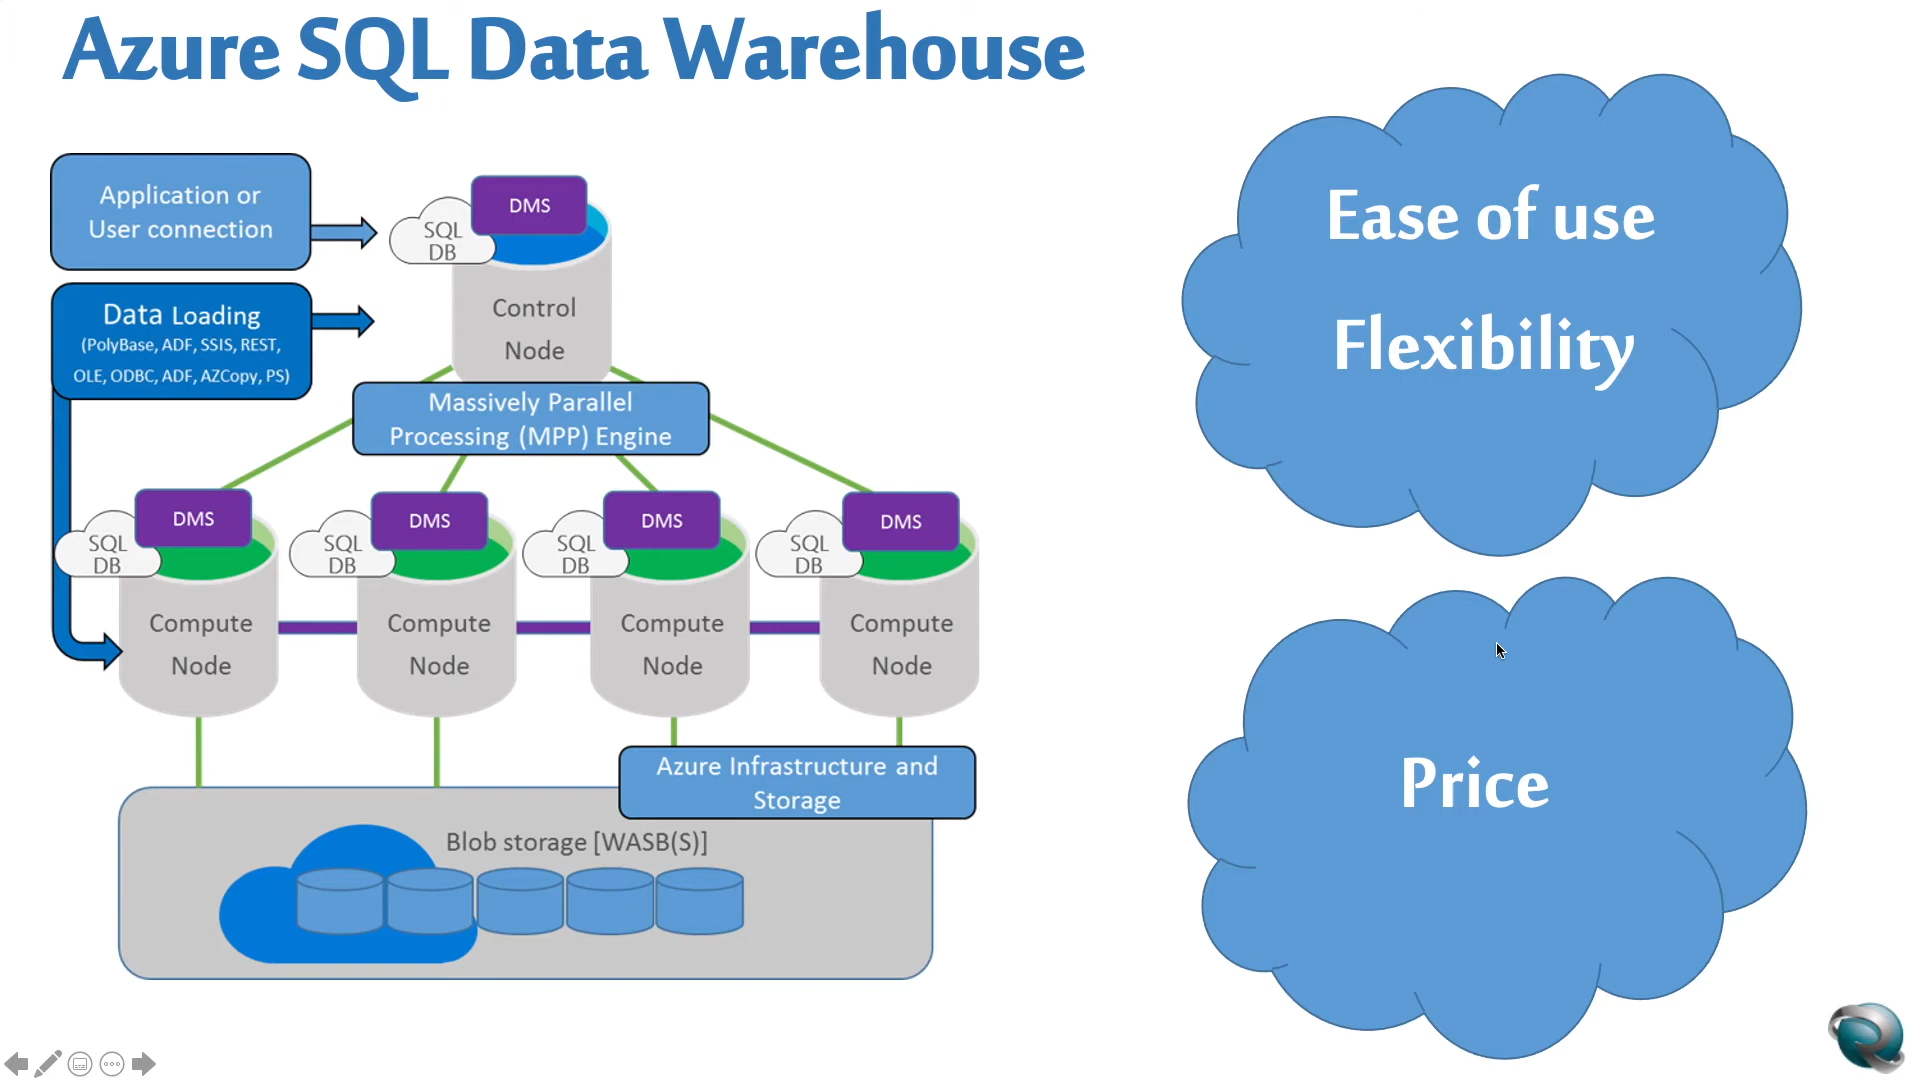 Azure SQL Data Warehouse
Application or
User connection
Data Loading
(PolyBase, ADF, SSIS, REST,
OLE, ODBC, ADF, AZCopy, PS)
DMS
SQL
DB
Control
Node
Massively Parallel
Processing (MPP) Engine
DMS
SQL
DB
Compute
Node
DMS
SQL
DB
Compute
Node
DMS
SQL
DB
Compute
Node
DMS
SQL
DB
Compute
Node
Azure Infrastructure and
Storage
Blob storage [WASB(S)]
Ease of use
Flexibility
Price